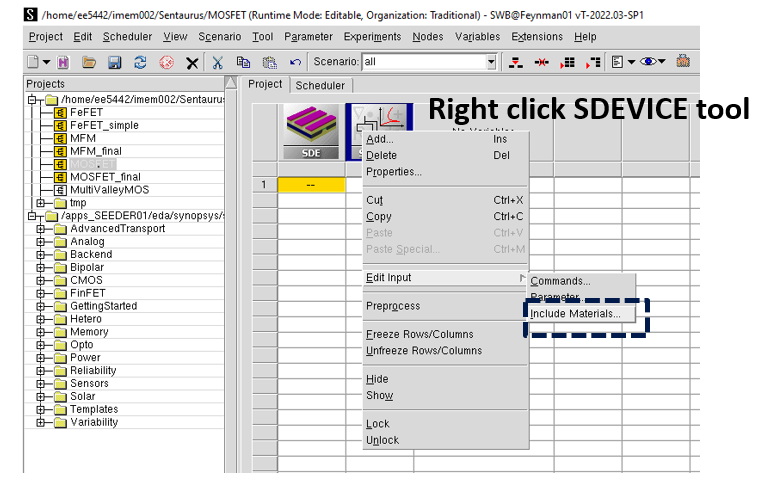 /home/ee5442/imem002/Sentaurus/MOSFET (Runtime Mode: Editable, Organization: Traditional) - SWB@Feynman01 vT-2022.03-SP1
Project Edit Scheduler View Scenario Tool Parameter Experiments Nodes Variables Extensions Help
Scenario: all
Projects
/home/ee5442/imem002/Sentaurus
FeFET
FeFET_simple
MFM
MFM_final
MOSFET
MOSFET_final
MultiValleyMOS
tmp
/apps_SEEDER01/eda/synopsys/s
AdvancedTransport
Analog
Backend
Bipolar
CMOS
FinFET
GettingStarted
Hetero
Memory
Opto
Power
Reliability
Sensors
Solar
Templates
Variability
Project Scheduler
Right click SDEVICE tool
No Variables
SDE
1 --
Add... Ins
Delete Del
Properties...
Cut Ctrl+X
Copy Ctrl+C
Paste Ctrl+V
Paste Special... Ctrl+M
Edit Input
Preprocess
Freeze Rows/Columns
Unfreeze Rows/Columns
Hide
Show
Lock
Unlock
Commands...
Parameter...
Include Materials...